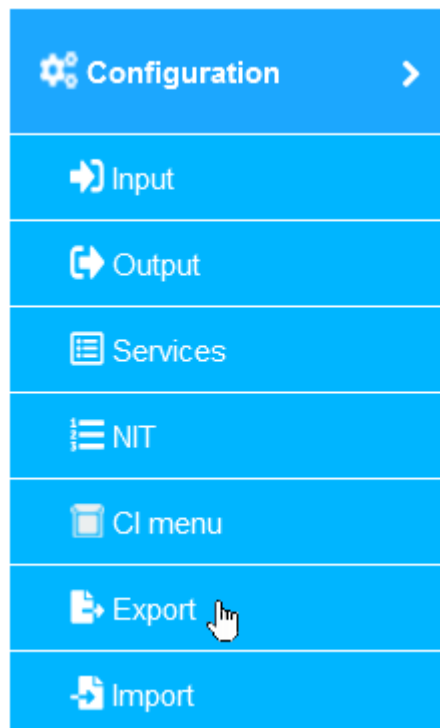 Configuration
Input
Output
Services
NIT
CI menu
Export
Import